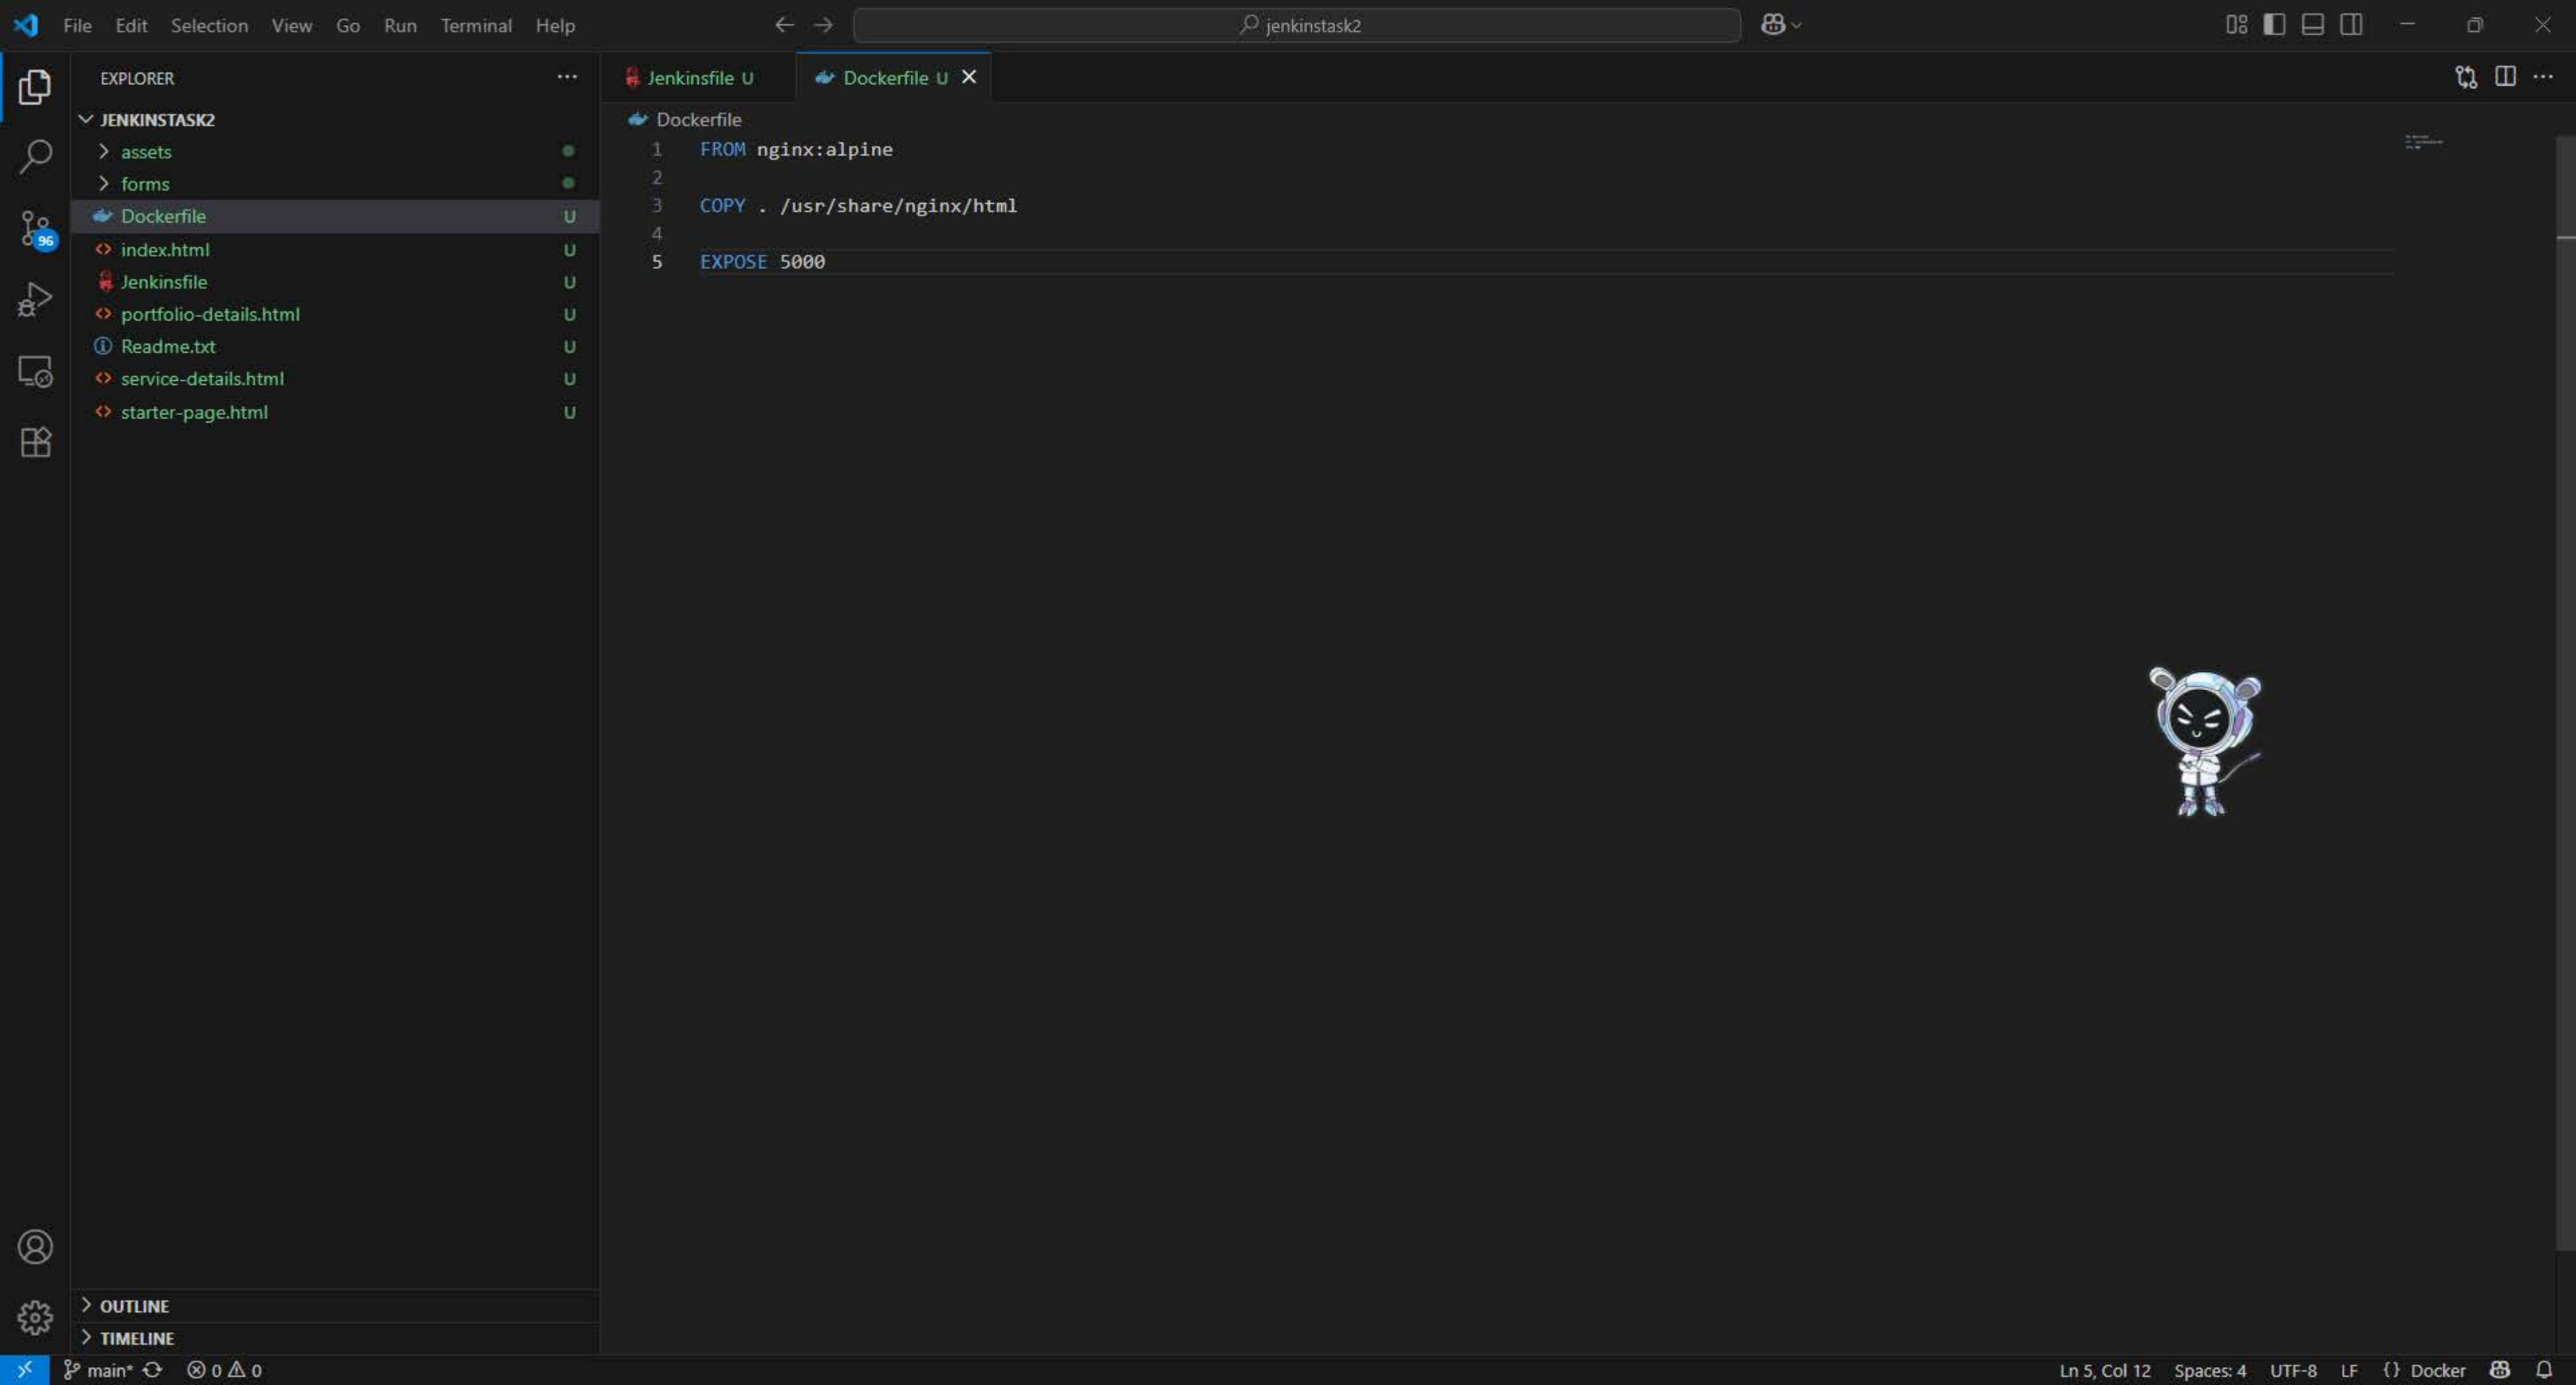 File Edit Selection View Go Run Terminal Help
jenkinstask2
EXPLORER
Jenkinsfile U
Dockerfile U
JENKINSTASK2
assets
forms
Dockerfile U
index.html U
Jenkinsfile U
portfolio-details.html U
Readme.txt U
service-details.html U
starter-page.html U
96
Dockerfile
1 FROM nginx:alpine
2
3 COPY . /usr/share/nginx/html
4
5 EXPOSE 5000
OUTLINE
TIMELINE
main* 0 0
Ln 5, Col 12 Spaces: 4 UTF-8 LF {} Docker